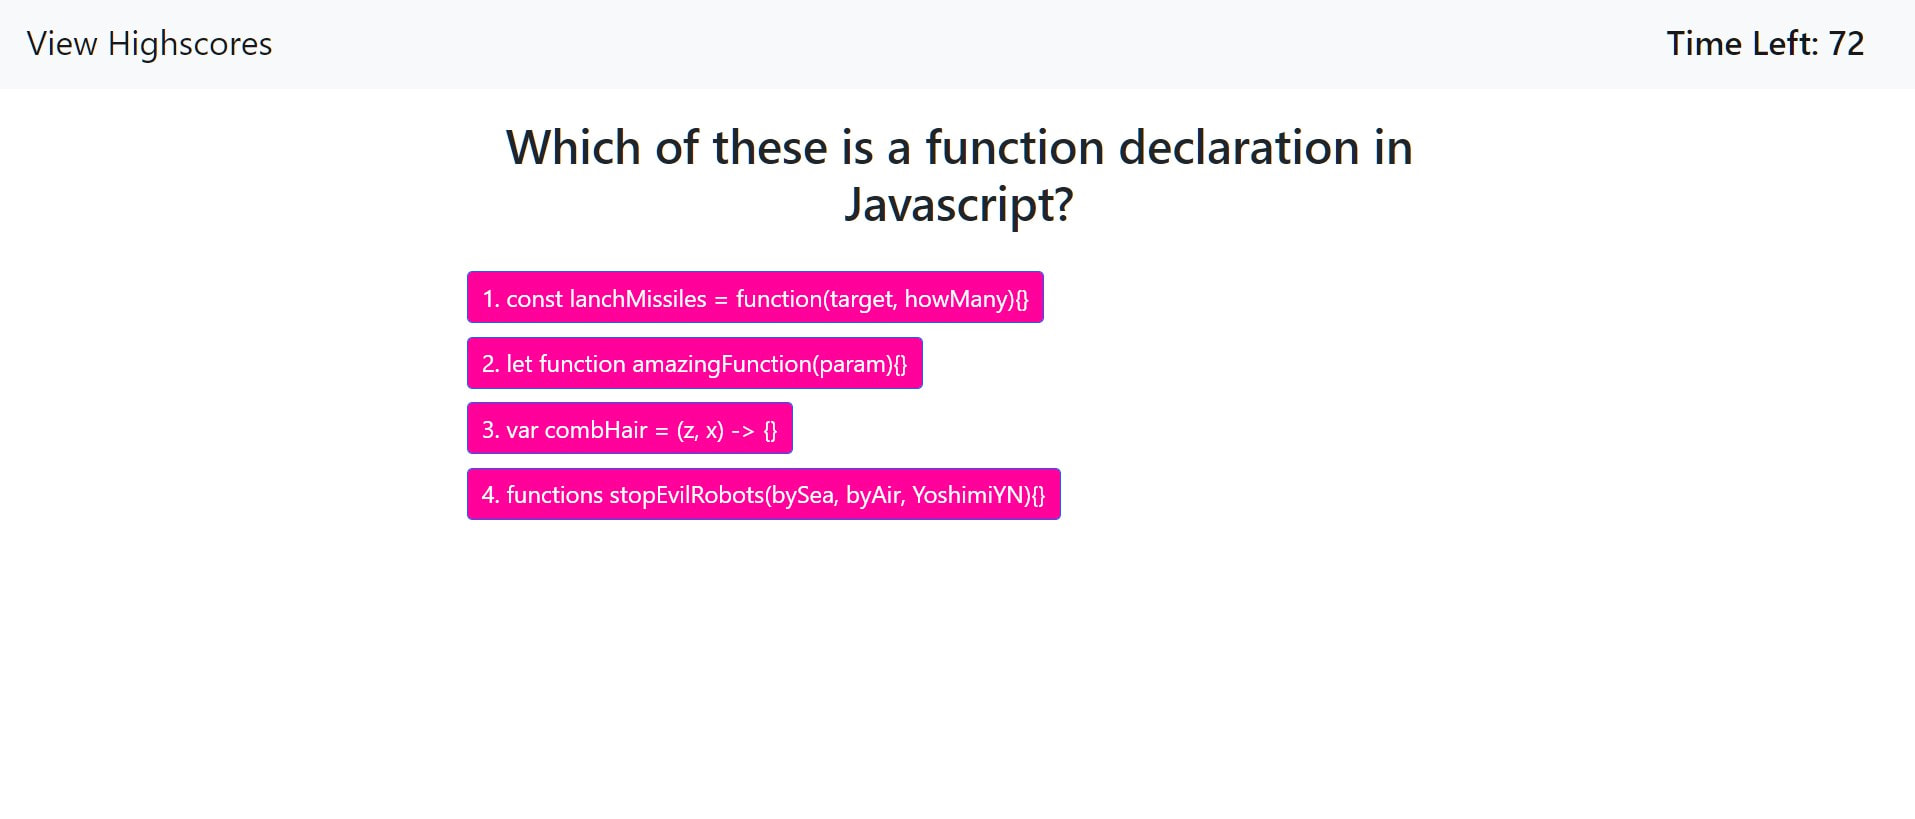 View Highscores
Time Left: 72
Which of these is a function declaration in
Javascript?
1. const lanchMissiles = function(target, howMany){}
2. let function amazingFunction(param){}
3. var combHair = (z, x) -> {}
4. functions stopEvilRobots(bySea, byAir, YoshimiYN){}